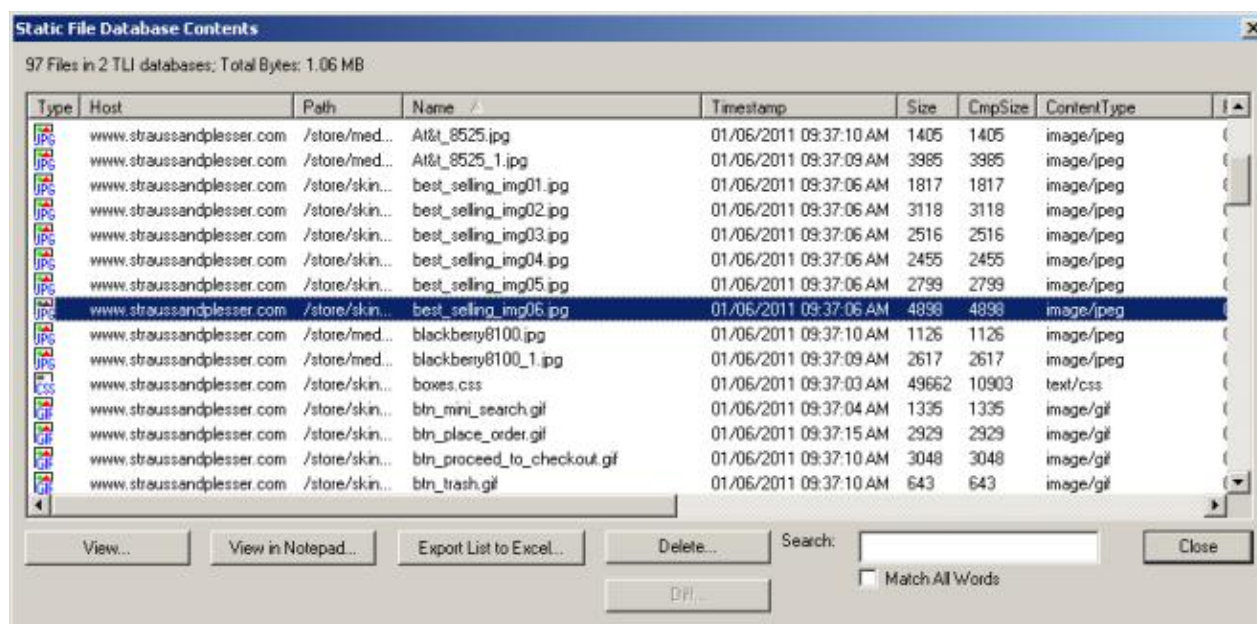 Static File Database Contents
97 Files in 2 TLI databases; Total Bytes: 1.06 MB
Type Host Path Name Timestamp Size CmpSize ContentType
JPG www.straussandplesser.com /store/med... At&t_8525.jpg 01/06/2011 09:37:10 AM 1405 1405 image/jpeg
JPG www.straussandplesser.com /store/med... At&t_8525_1.jpg 01/06/2011 09:37:09 AM 3985 3985 image/jpeg
JPG www.straussandplesser.com /store/skin... best_selling_img01.jpg 01/06/2011 09:37:06 AM 1817 1817 image/jpeg
JPG www.straussandplesser.com /store/skin... best_selling_img02.jpg 01/06/2011 09:37:06 AM 3118 3118 image/jpeg
JPG www.straussandplesser.com /store/skin... best_selling_img03.jpg 01/06/2011 09:37:06 AM 2516 2516 image/jpeg
JPG www.straussandplesser.com /store/skin... best_selling_img04.jpg 01/06/2011 09:37:06 AM 2455 2455 image/jpeg
JPG www.straussandplesser.com /store/skin... best_selling_img05.jpg 01/06/2011 09:37:06 AM 2799 2799 image/jpeg
JPG www.straussandplesser.com /store/skin... best_selling_img06.jpg 01/06/2011 09:37:06 AM 4898 4898 image/jpeg
JPG www.straussandplesser.com /store/med... blackberry8100.jpg 01/06/2011 09:37:10 AM 1126 1126 image/jpeg
JPG www.straussandplesser.com /store/med... blackberry8100_1.jpg 01/06/2011 09:37:09 AM 2617 2617 image/jpeg
CSS www.straussandplesser.com /store/skin... boxes.css 01/06/2011 09:37:03 AM 49662 10903 text/css
GIF www.straussandplesser.com /store/skin... btn_mini_search.gif 01/06/2011 09:37:04 AM 1335 1335 image/gif
GIF www.straussandplesser.com /store/skin... btn_place_order.gif 01/06/2011 09:37:15 AM 2929 2929 image/gif
GIF www.straussandplesser.com /store/skin... btn_proceed_to_checkout.gif 01/06/2011 09:37:10 AM 3048 3048 image/gif
GIF www.straussandplesser.com /store/skin... btn_trash.gif 01/06/2011 09:37:10 AM 643 643 image/gif
View... View in Notepad... Export List to Excel... Delete... Search: Close
Match All Words
Diff...